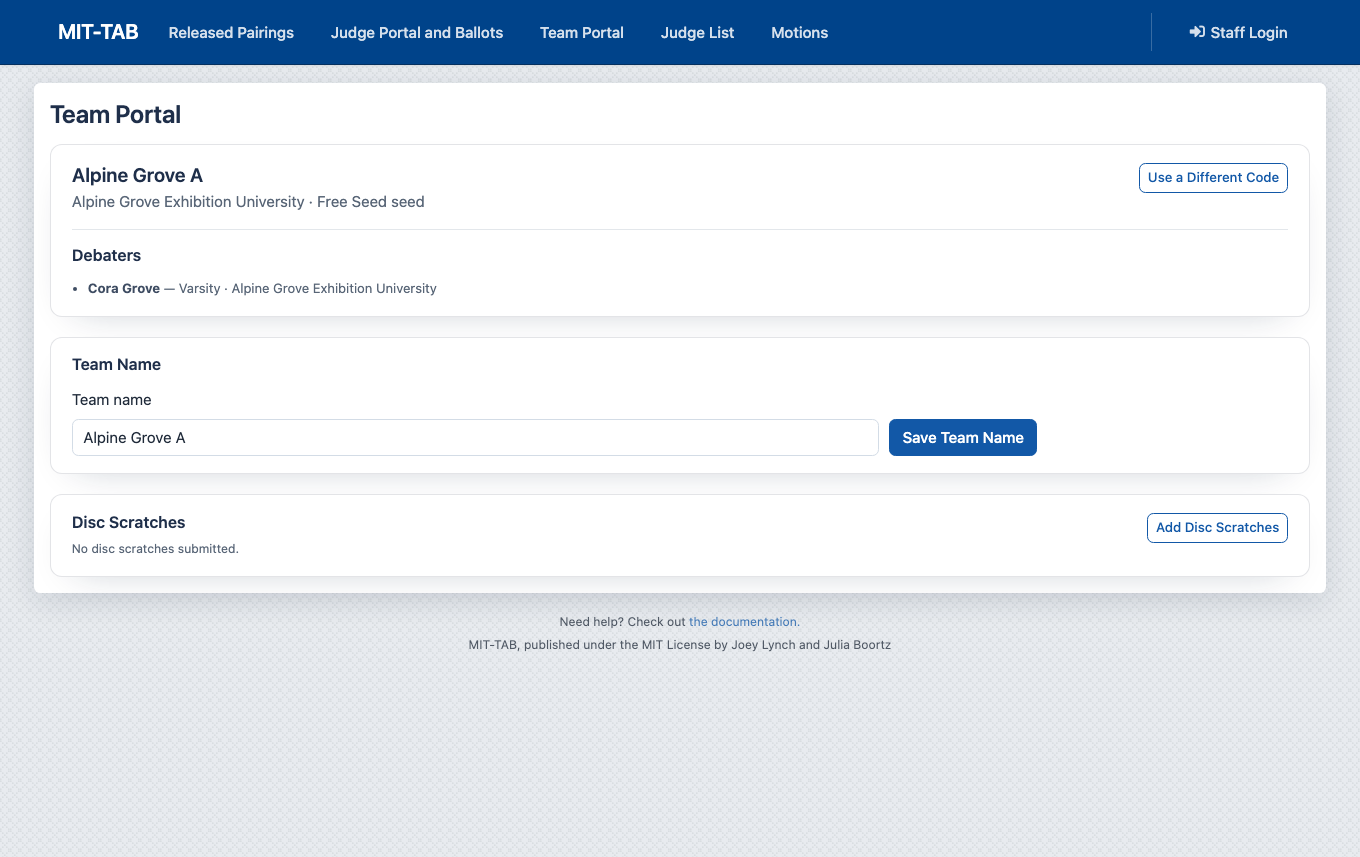 MIT-TAB Released Pairings Judge Portal and Ballots Team Portal Judge List Motions Staff Login
Team Portal
Alpine Grove A
Use a Different Code
Alpine Grove Exhibition University · Free Seed seed
Debaters
• Cora Grove — Varsity · Alpine Grove Exhibition University
Team Name
Team name
Alpine Grove A
Save Team Name
Disc Scratches
Add Disc Scratches
No disc scratches submitted.
Need help? Check out the documentation.
MIT-TAB, published under the MIT License by Joey Lynch and Julia Boortz